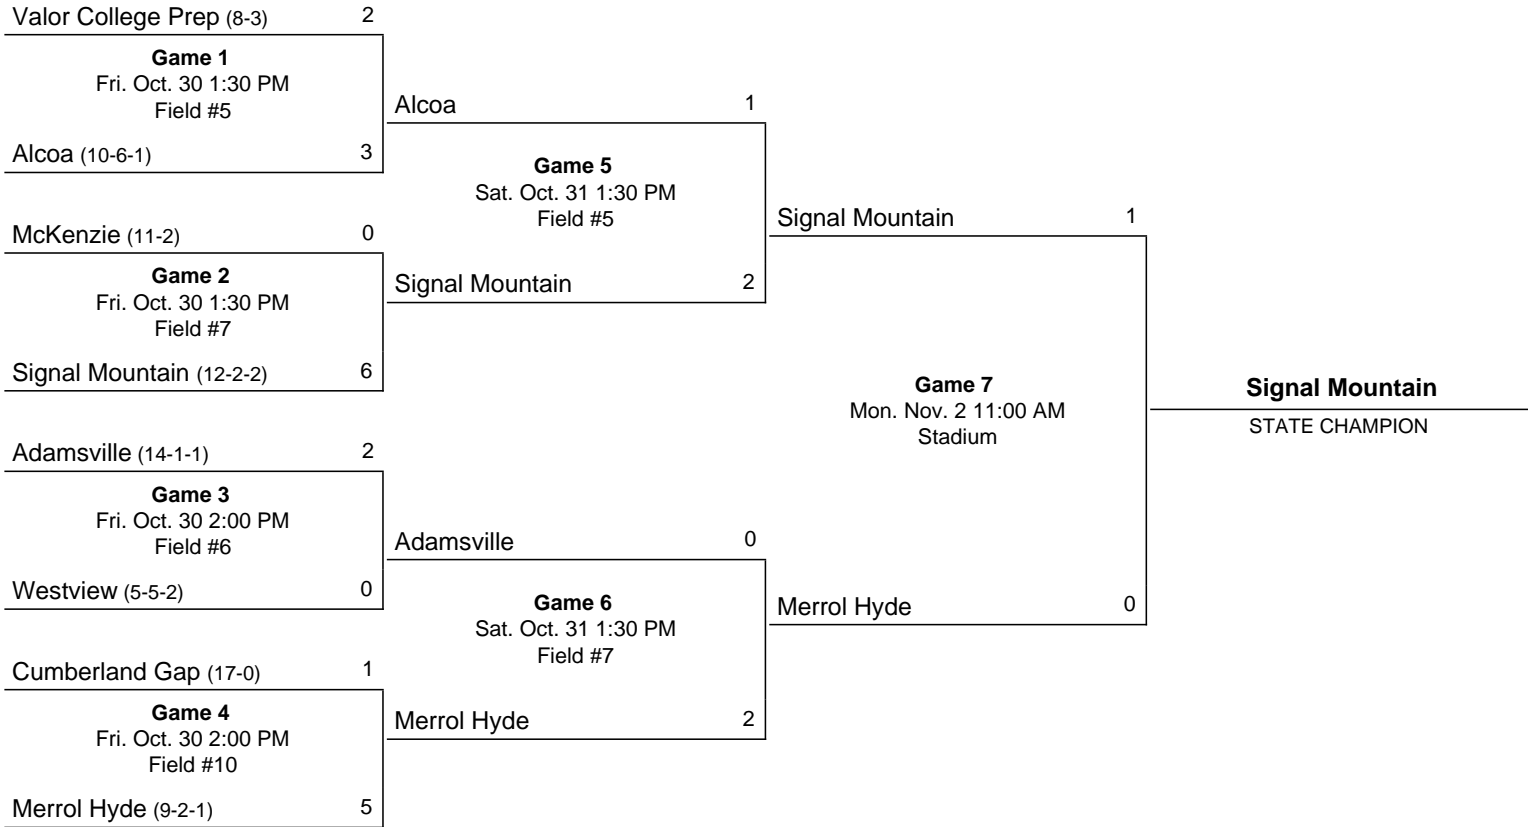 Valor College Prep (8-3) 2
Game 1
Fri. Oct. 30 1:30 PM
Field #5
Alcoa (10-6-1) 3
McKenzie (11-2) 0
Game 2
Fri. Oct. 30 1:30 PM
Field #7
Signal Mountain (12-2-2) 6
Adamsville (14-1-1) 2
Game 3
Fri. Oct. 30 2:00 PM
Field #6
Westview (5-5-2) 0
Cumberland Gap (17-0) 1
Game 4
Fri. Oct. 30 2:00 PM
Field #10
Merrol Hyde (9-2-1) 5
Alcoa 1
Game 5
Sat. Oct. 31 1:30 PM
Field #5
Signal Mountain 2
Adamsville 0
Game 6
Sat. Oct. 31 1:30 PM
Field #7
Merrol Hyde 2
Signal Mountain 1
Game 7
Mon. Nov. 2 11:00 AM
Stadium
Merrol Hyde 0
Signal Mountain
STATE CHAMPION